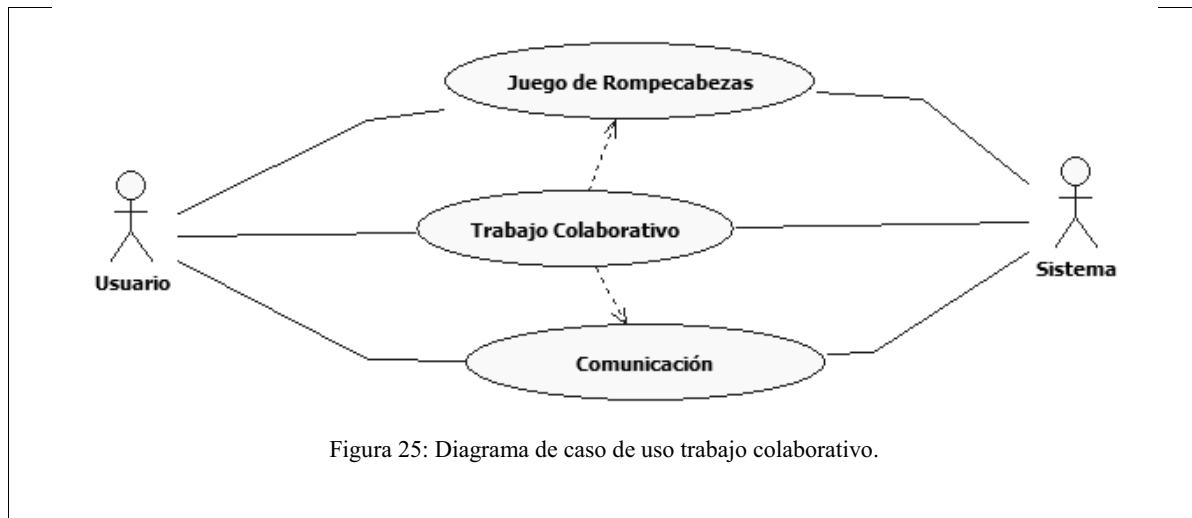 Juego de Rompecabezas
Trabajo Colaborativo
Usuario
Sistema
Comunicación
Figura 25: Diagrama de caso de uso trabajo colaborativo.